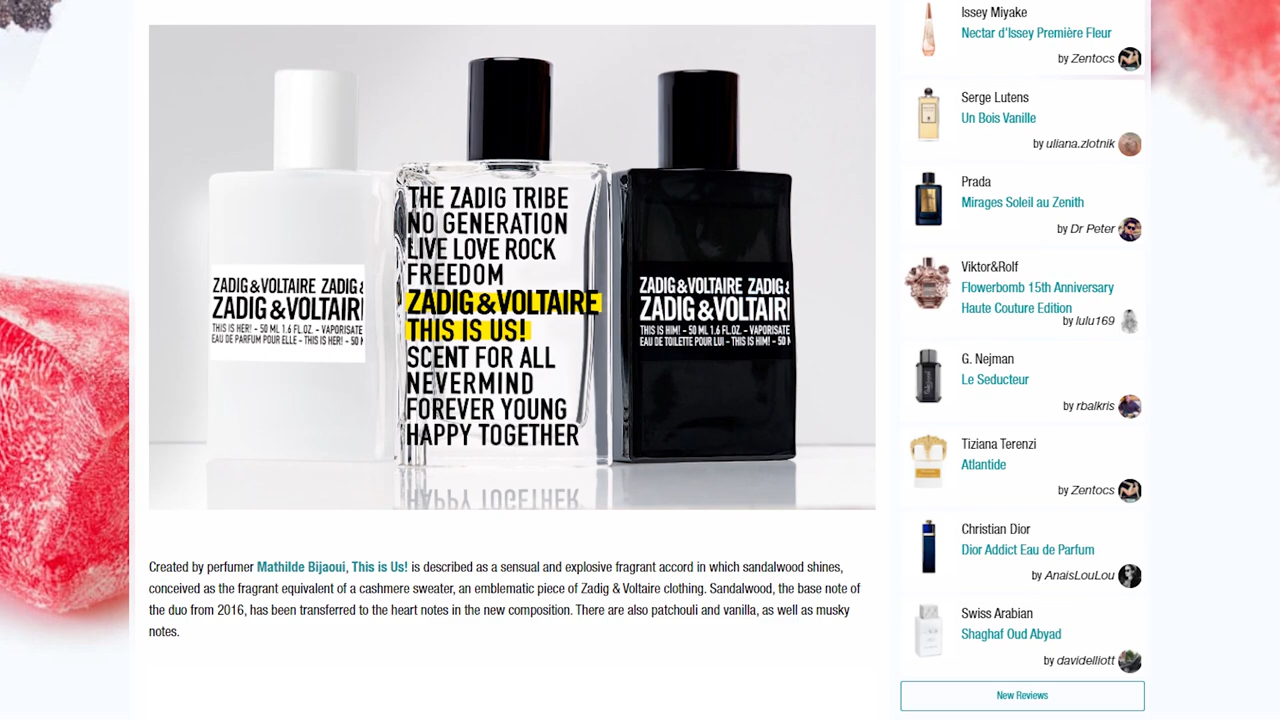 THE ZADIG TRIBE
NO GENERATION
LIVE LOVE ROCK
FREEDOM
ZADIG&VOLTAIRE
THIS IS US!
SCENT FOR ALL
NEVERMIND
FOREVER YOUNG
HAPPY TOGETHER
HAPPY TOGETHER
ZADIG&VOLTAIRE ZADIG &
ZADIG&VOLTAIR
THIS IS HER! – 50 ML 1.6 FL.OZ. – VAPORISATE
EAU DE PARFUM POUR ELLE – THIS IS HER! – 50
ZADIG&VOLTAIRE ZADIG &
ZADIG&VOLTAIR
THIS IS HIM! – 50 ML 1.6 FL.OZ. – VAPORISATE
EAU DE TOILETTE POUR LUI – THIS IS HIM! – 50
Created by perfumer Mathilde Bijaoui, This is Us! is described as a sensual and explosive fragrant accord in which sandalwood shines,
conceived as the fragrant equivalent of a cashmere sweater, an emblematic piece of Zadig & Voltaire clothing. Sandalwood, the base note of
the duo from 2016, has been transferred to the heart notes in the new composition. There are also patchouli and vanilla, as well as musky
notes.
Issey Miyake
Nectar d'Issey Première Fleur
by Zentocs
Serge Lutens
Un Bois Vanille
by uliana.zlotnik
Prada
Mirages Soleil au Zenith
by Dr Peter
Viktor&Rolf
Flowerbomb 15th Anniversary
Haute Couture Edition
by lulu169
G. Nejman
Le Seducteur
by rbalkris
Tiziana Terenzi
Atlantide
by Zentocs
Christian Dior
Dior Addict Eau de Parfum
by AnaisLouLou
Swiss Arabian
Shaghaf Oud Abyad
by davidelliott
New Reviews